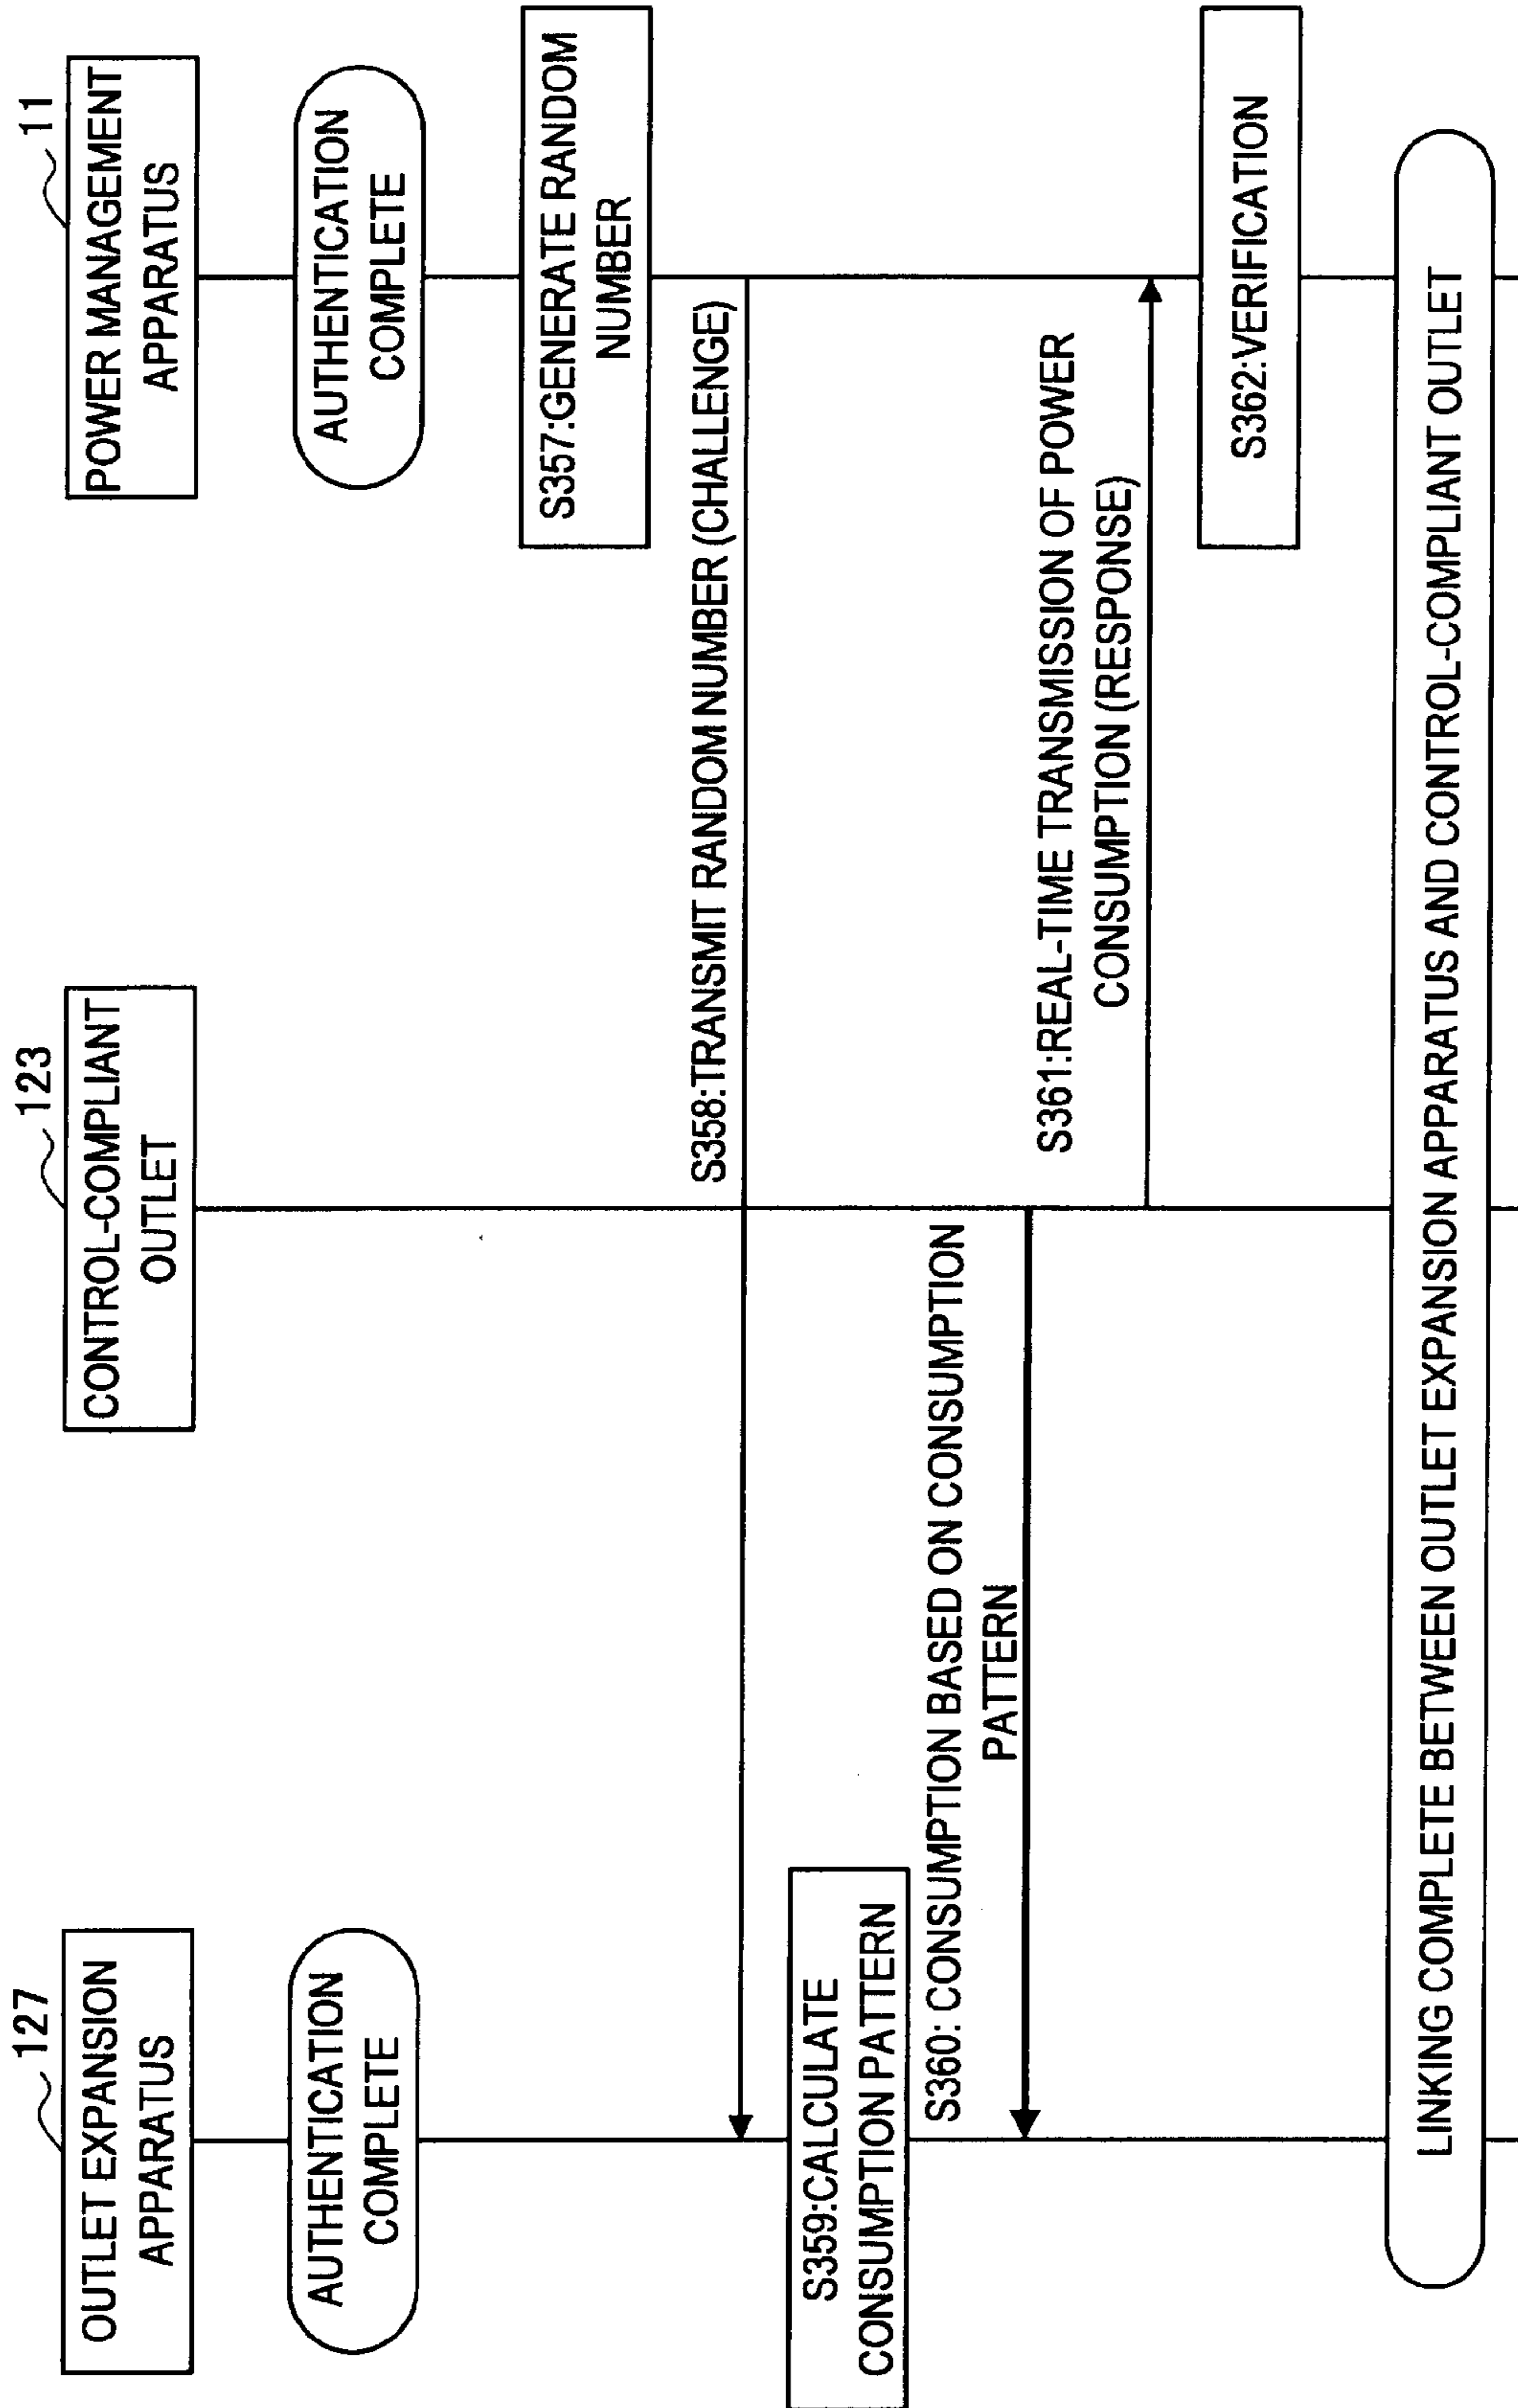 127
OUTLET EXPANSION
APPARATUS
123
CONTROL-COMPLIANT
OUTLET
11
POWER MANAGEMENT
APPARATUS
AUTHENTICATION
COMPLETE
AUTHENTICATION
COMPLETE
S357:GENERATE RANDOM
NUMBER
S358:TRANSMIT RANDOM NUMBER (CHALLENGE)
S359:CALCULATE
CONSUMPTION PATTERN
S360: CONSUMPTION BASED ON CONSUMPTION
PATTERN
S361:REAL-TIME TRANSMISSION OF POWER
CONSUMPTION (RESPONSE)
S362:VERIFICATION
LINKING COMPLETE BETWEEN OUTLET EXPANSION APPARATUS AND CONTROL-COMPLIANT OUTLET